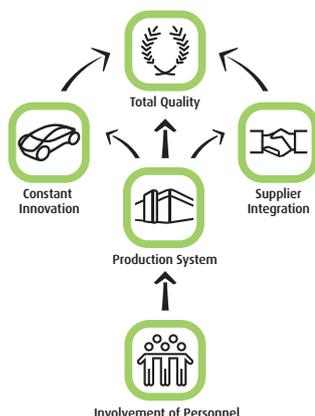 Total Quality
Constant
Innovation
Supplier
Integration
Production System
Involvement of Personnel